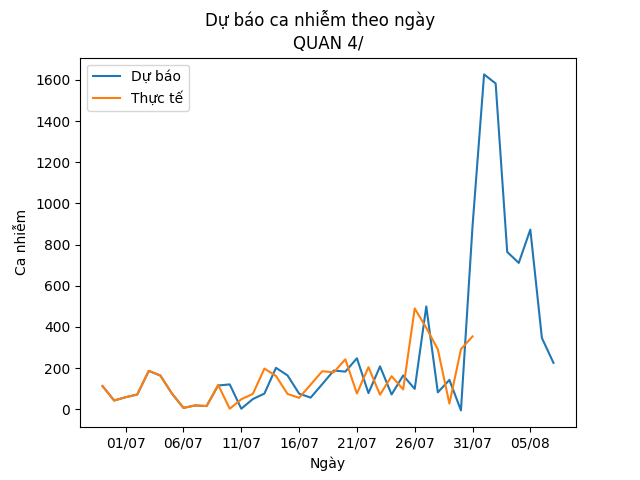 Dự báo ca nhiễm theo ngày
QUAN 4/
Dự báo
Thực tế
1600
1400
1200
1000
800
600
400
200
0
Ca nhiễm
01/07
06/07
11/07
16/07
21/07
26/07
31/07
05/08
Ngày